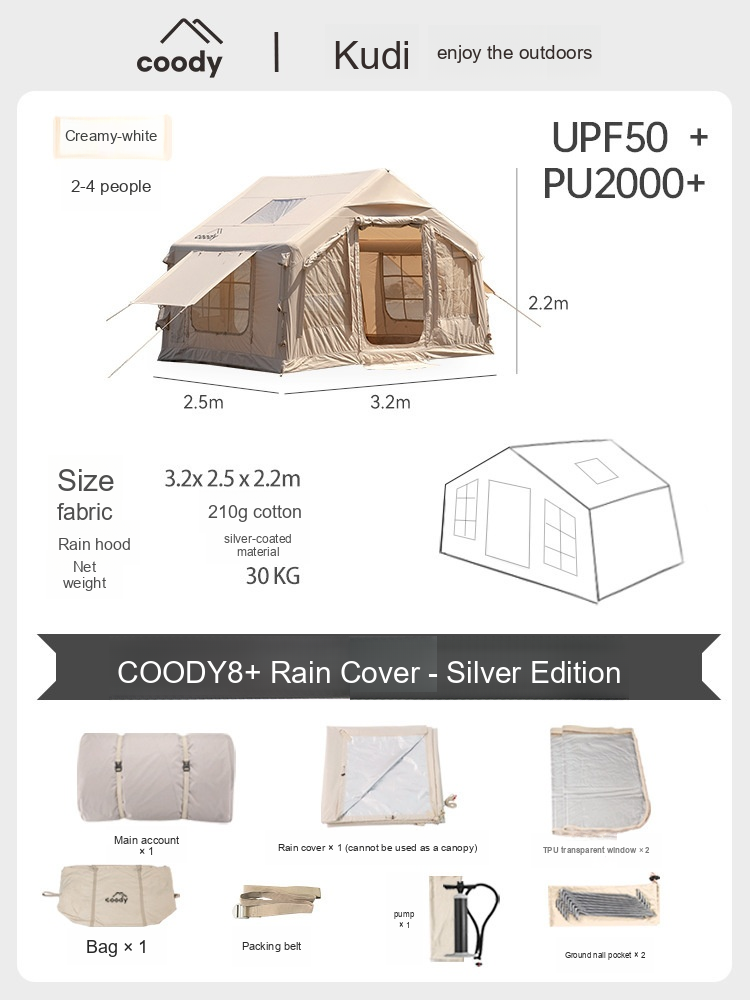 coody | Kudi enjoy the outdoors
Creamy-white
2-4 people
UPF50 +
PU2000+
coody
2.2m
2.5m
3.2m
Size 3.2x 2.5 x 2.2m
fabric 210g cotton
Rain hood silver-coated
material
Net
weight
30 KG
COODY8+ Rain Cover - Silver Edition
Main account
× 1
Rain cover × 1 (cannot be used as a canopy)
TPU transparent window × 2
coody
Bag × 1
Packing belt
pump
× 1
Ground nail pocket × 2